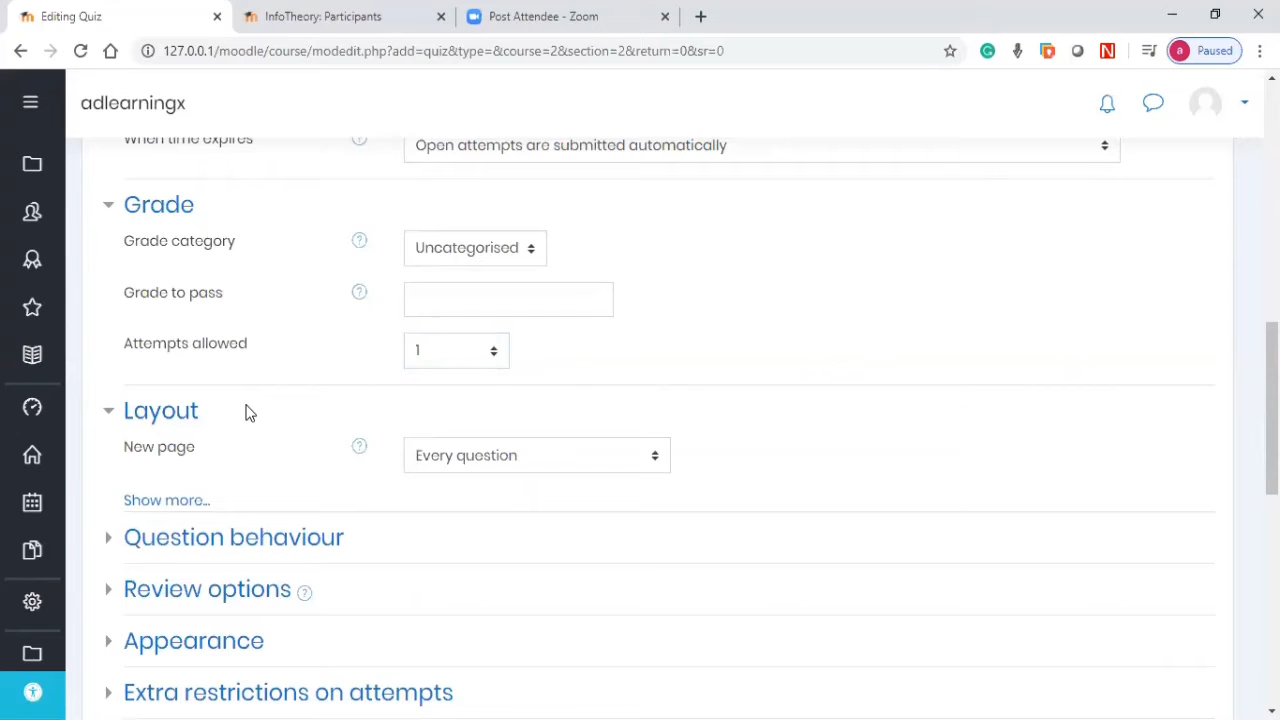 Editing Quiz
InfoTheory: Participants
Post Attendee - Zoom
127.0.0.1/moodle/course/modedit.php?add=quiz&type=&course=2&section=2&return=0&sr=0
a Paused
adlearningx
When time expires
Open attempts are submitted automatically
Grade
Grade category
Uncategorised
Grade to pass
Attempts allowed
1
Layout
New page
Every question
Show more...
Question behaviour
Review options
Appearance
Extra restrictions on attempts